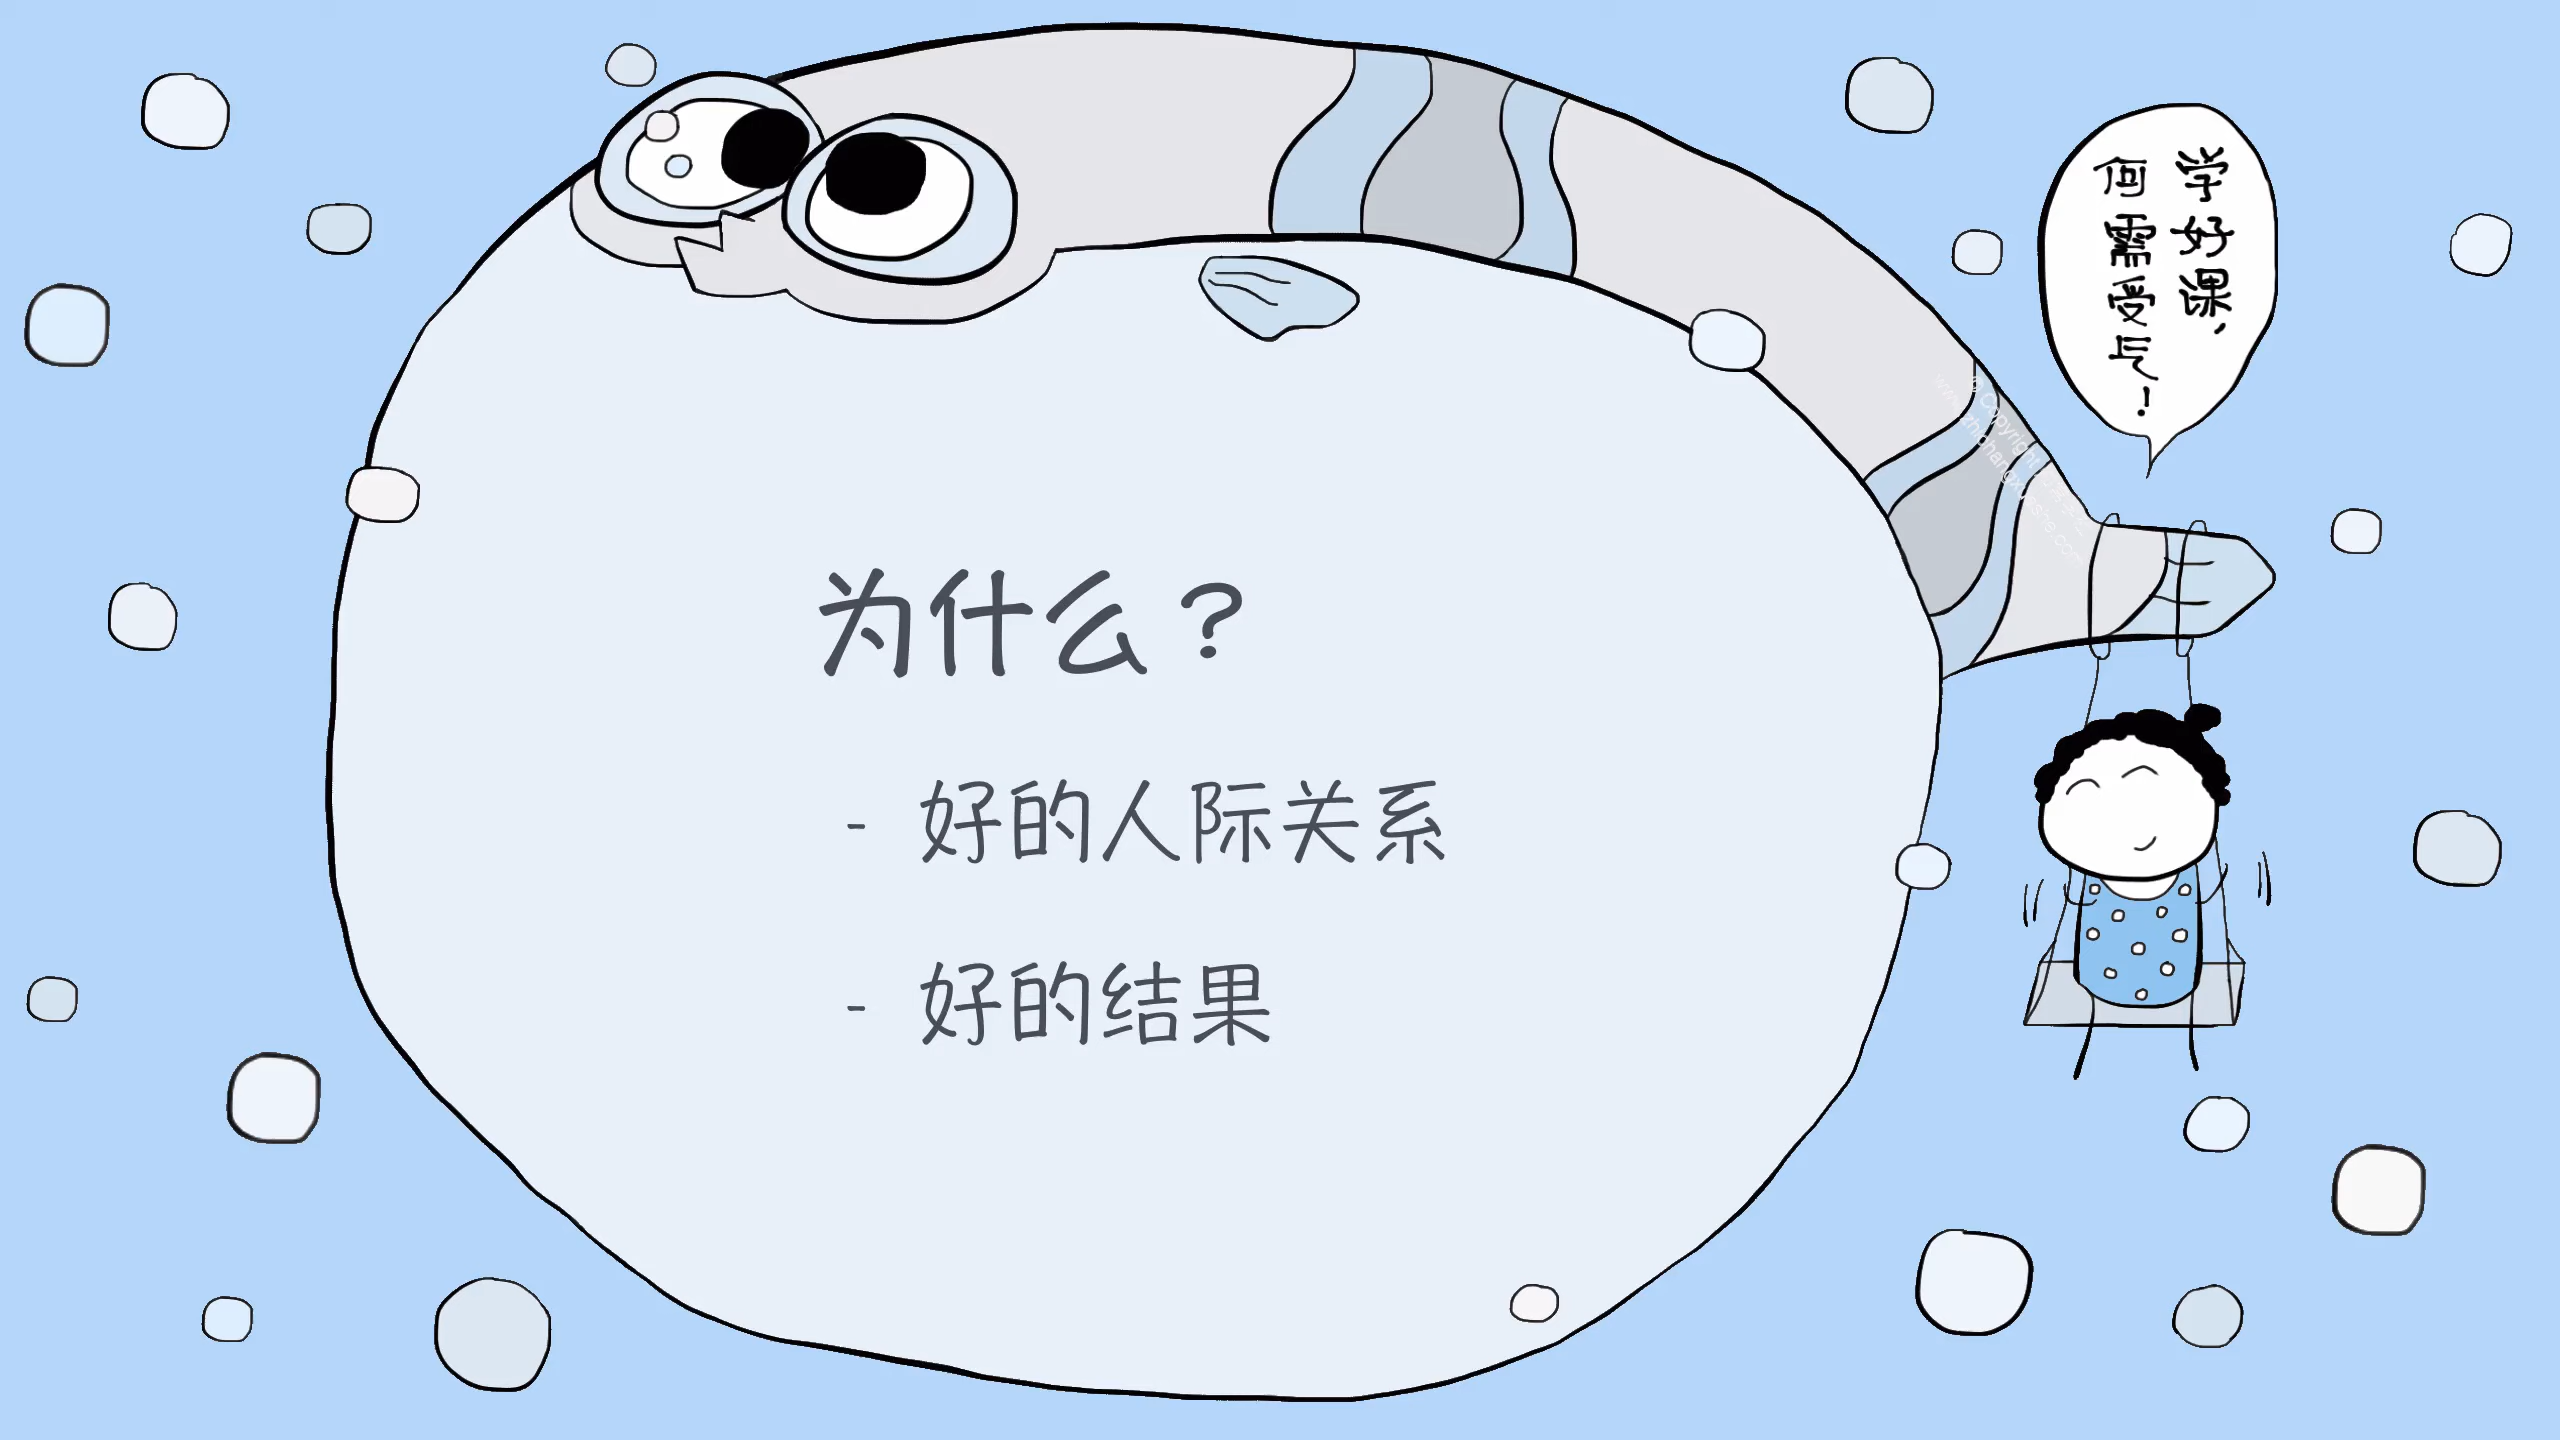 为什么？
- 好的人际关系
- 好的结果
学好课，
何需受气！